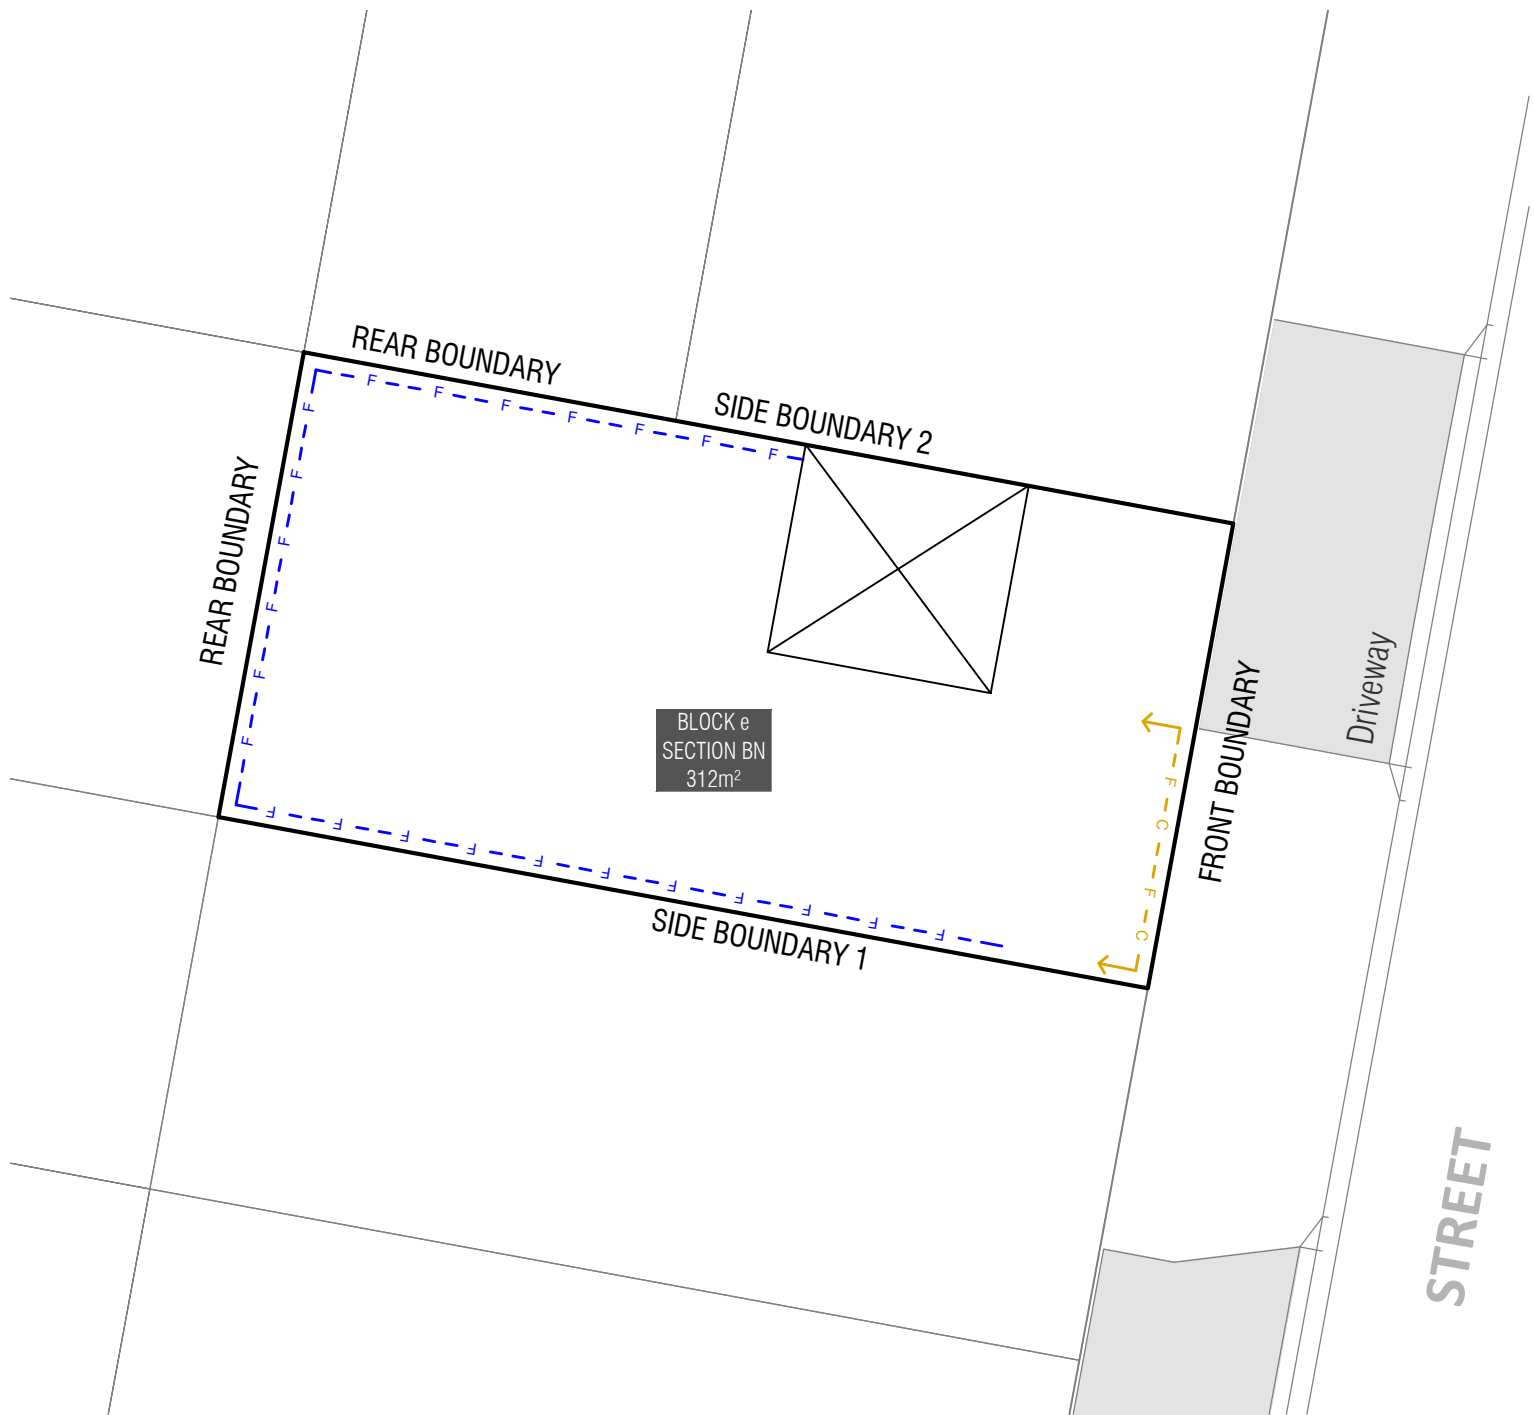 REAR BOUNDARY
F F F F F F F
SIDE BOUNDARY 2
REAR BOUNDARY
F F F F F F
BLOCK e
SECTION BN
312m²
Driveway
FRONT BOUNDARY
F C F C
F F F F F F F F F F F
SIDE BOUNDARY 1
STREET